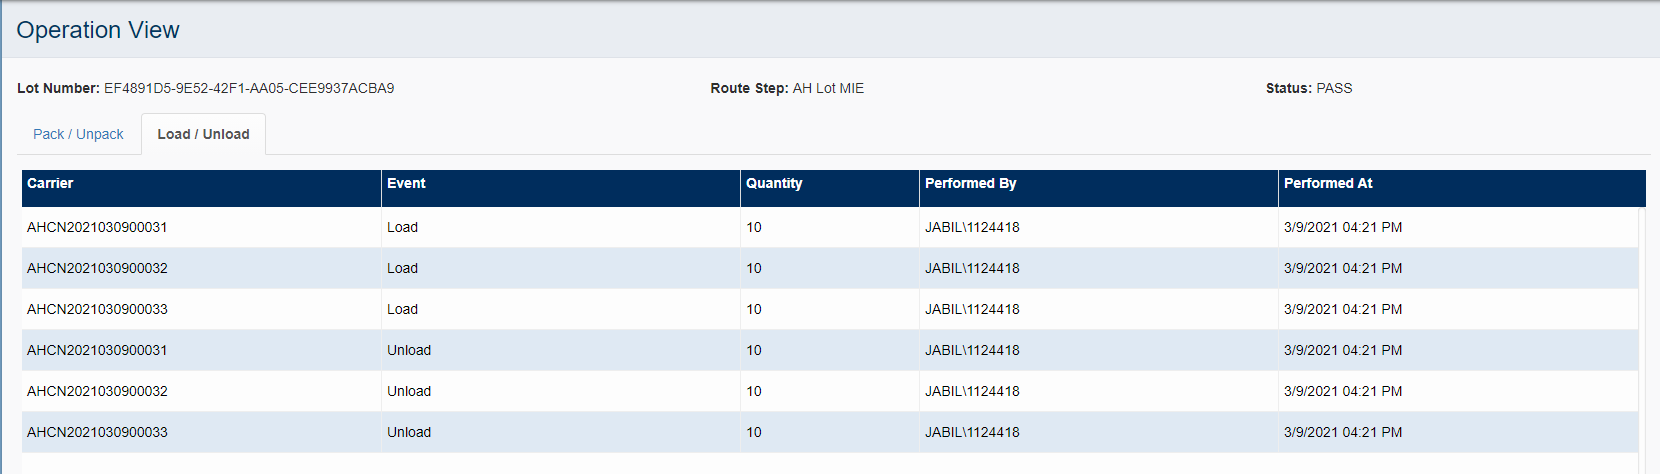 Operation View
Lot Number: EF4891D5-9E52-42F1-AA05-CEE9937ACBA9 Route Step: AH Lot MIE Status: PASS
Pack / Unpack Load / Unload
Carrier Event Quantity Performed By Performed At
AHCN2021030900031 Load 10 JABIL\1124418 3/9/2021 04:21 PM
AHCN2021030900032 Load 10 JABIL\1124418 3/9/2021 04:21 PM
AHCN2021030900033 Load 10 JABIL\1124418 3/9/2021 04:21 PM
AHCN2021030900031 Unload 10 JABIL\1124418 3/9/2021 04:21 PM
AHCN2021030900032 Unload 10 JABIL\1124418 3/9/2021 04:21 PM
AHCN2021030900033 Unload 10 JABIL\1124418 3/9/2021 04:21 PM